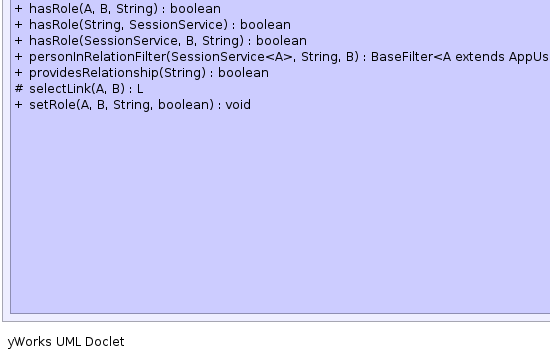 + hasRole(A, B, String) : boolean
+ hasRole(String, SessionService) : boolean
+ hasRole(SessionService, B, String) : boolean
+ personInRelationFilter(SessionService<A>, String, B) : BaseFilter<A extends AppUs
+ providesRelationship(String) : boolean
# selectLink(A, B) : L
+ setRole(A, B, String, boolean) : void
yWorks UML Doclet